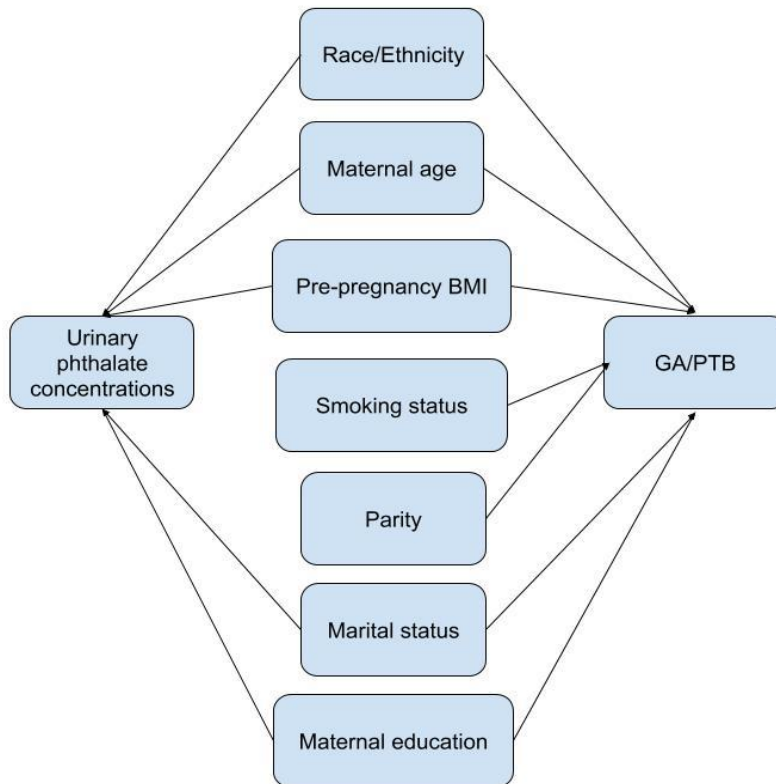 Race/Ethnicity
Maternal age
Pre-pregnancy BMI
Urinary
phthalate
concentrations
GA/PTB
Smoking status
Parity
Marital status
Maternal education